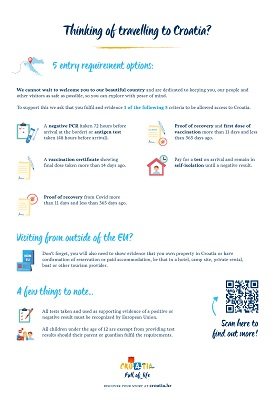 Thinking of travelling to Croatia?
5 entry requirement options:
We cannot wait to welcome you to our beautiful country and are dedicated to keeping you, our people and
other visitors as safe as possible, so you can explore with peace of mind.
To support this we ask that you fulfil and evidence 1 of the following 5 criteria to be allowed access to Croatia.
A negative PCR (taken 72 hours before
arrival at the border) or antigen test
taken (48 hours before arrival).
Proof of recovery and first dose of
vaccination more than 11 days and less
than 365 days ago.
A vaccination certificate showing
final dose taken more than 14 days ago.
Pay for a test on arrival and remain in
self-isolation until a negative result.
Proof of recovery from Covid more
than 11 days and less than 365 days ago.
Visiting from outside of the EU?
Don't forget, you will also need to show evidence that you own property in Croatia or have
confirmation of reservation or paid accommodation, be that in a hotel, camp site, private rental,
boat or other tourism provider.
A few things to note...
All tests taken and used as supporting evidence of a positive or
negative result must be recognized by European Union.
All children under the age of 12 are exempt from providing test
results should their parent or guardian fulfil the requirements.
Scan here to
find out more!
CROATIA
Full of life
DISCOVER YOUR STORY AT croatia.hr